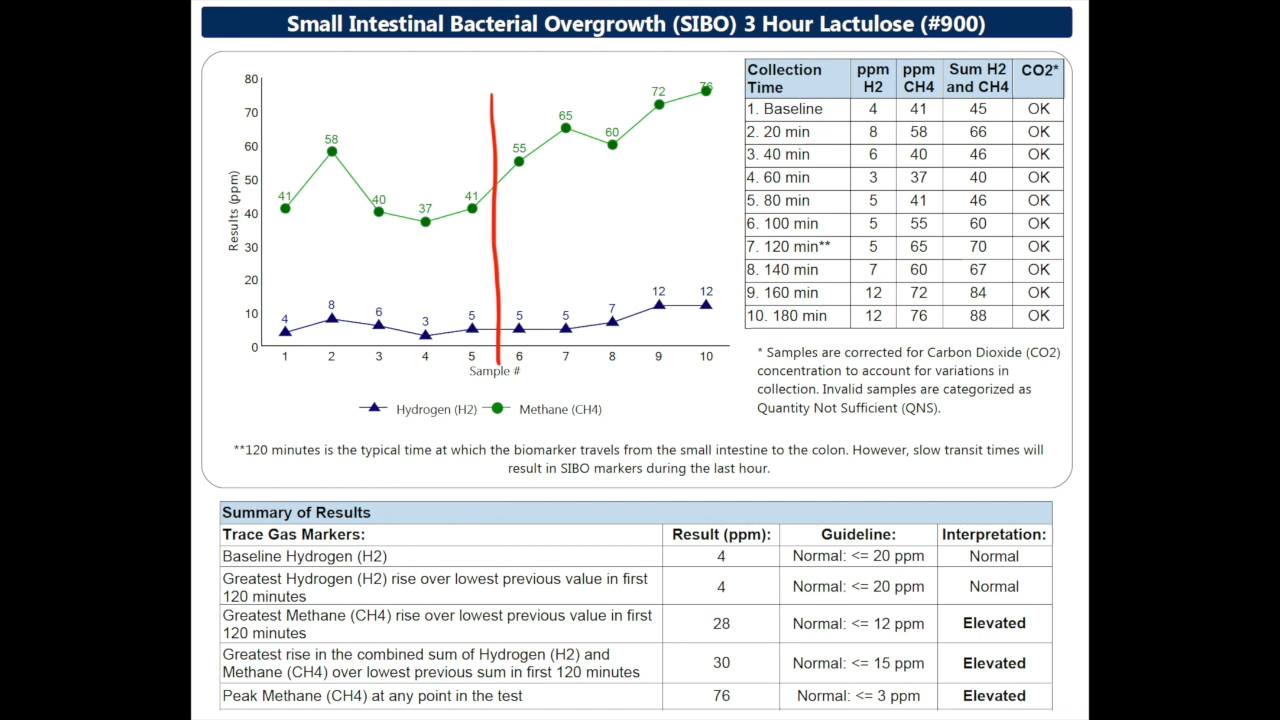 Small Intestinal Bacterial Overgrowth (SIBO) 3 Hour Lactulose (#900)
80
70
60
50
40
30
20
10
0
Results (ppm)
41
58
40
37
41
55
65
60
72
76
4
8
6
3
5
5
5
7
12
12
1 2 3 4 5 6 7 8 9 10
Sample #
Hydrogen (H2) Methane (CH4)
Collection Time ppm H2 ppm CH4 Sum H2 and CH4 CO2*
1. Baseline 4 41 45 OK
2. 20 min 8 58 66 OK
3. 40 min 6 40 46 OK
4. 60 min 3 37 40 OK
5. 80 min 5 41 46 OK
6. 100 min 5 55 60 OK
7. 120 min** 5 65 70 OK
8. 140 min 7 60 67 OK
9. 160 min 12 72 84 OK
10. 180 min 12 76 88 OK
* Samples are corrected for Carbon Dioxide (CO2)
concentration to account for variations in
collection. Invalid samples are categorized as
Quantity Not Sufficient (QNS).
**120 minutes is the typical time at which the biomarker travels from the small intestine to the colon. However, slow transit times will
result in SIBO markers during the last hour.
Summary of Results
Trace Gas Markers: Result (ppm): Guideline: Interpretation:
Baseline Hydrogen (H2) 4 Normal: <= 20 ppm Normal
Greatest Hydrogen (H2) rise over lowest previous value in first
120 minutes 4 Normal: <= 20 ppm Normal
Greatest Methane (CH4) rise over lowest previous value in first
120 minutes 28 Normal: <= 12 ppm Elevated
Greatest rise in the combined sum of Hydrogen (H2) and
Methane (CH4) over lowest previous sum in first 120 minutes 30 Normal: <= 15 ppm Elevated
Peak Methane (CH4) at any point in the test 76 Normal: <= 3 ppm Elevated